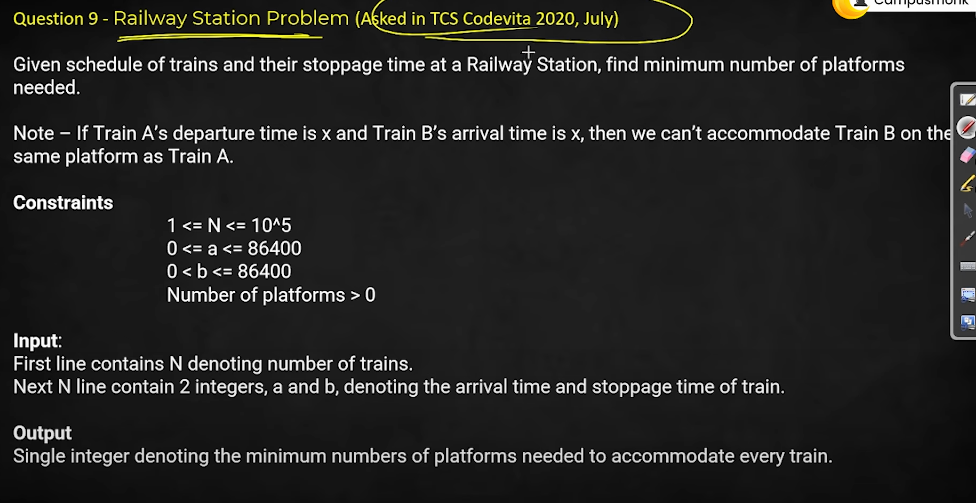 Question 9 - Railway Station Problem (Asked in TCS Codevita 2020, July)
Given schedule of trains and their stoppage time at a Railway Station, find minimum number of platforms
needed.
Note – If Train A's departure time is x and Train B's arrival time is x, then we can't accommodate Train B on the
same platform as Train A.
Constraints
1 <= N <= 10^5
0 <= a <= 86400
0 < b <= 86400
Number of platforms > 0
Input:
First line contains N denoting number of trains.
Next N line contain 2 integers, a and b, denoting the arrival time and stoppage time of train.
Output
Single integer denoting the minimum numbers of platforms needed to accommodate every train.